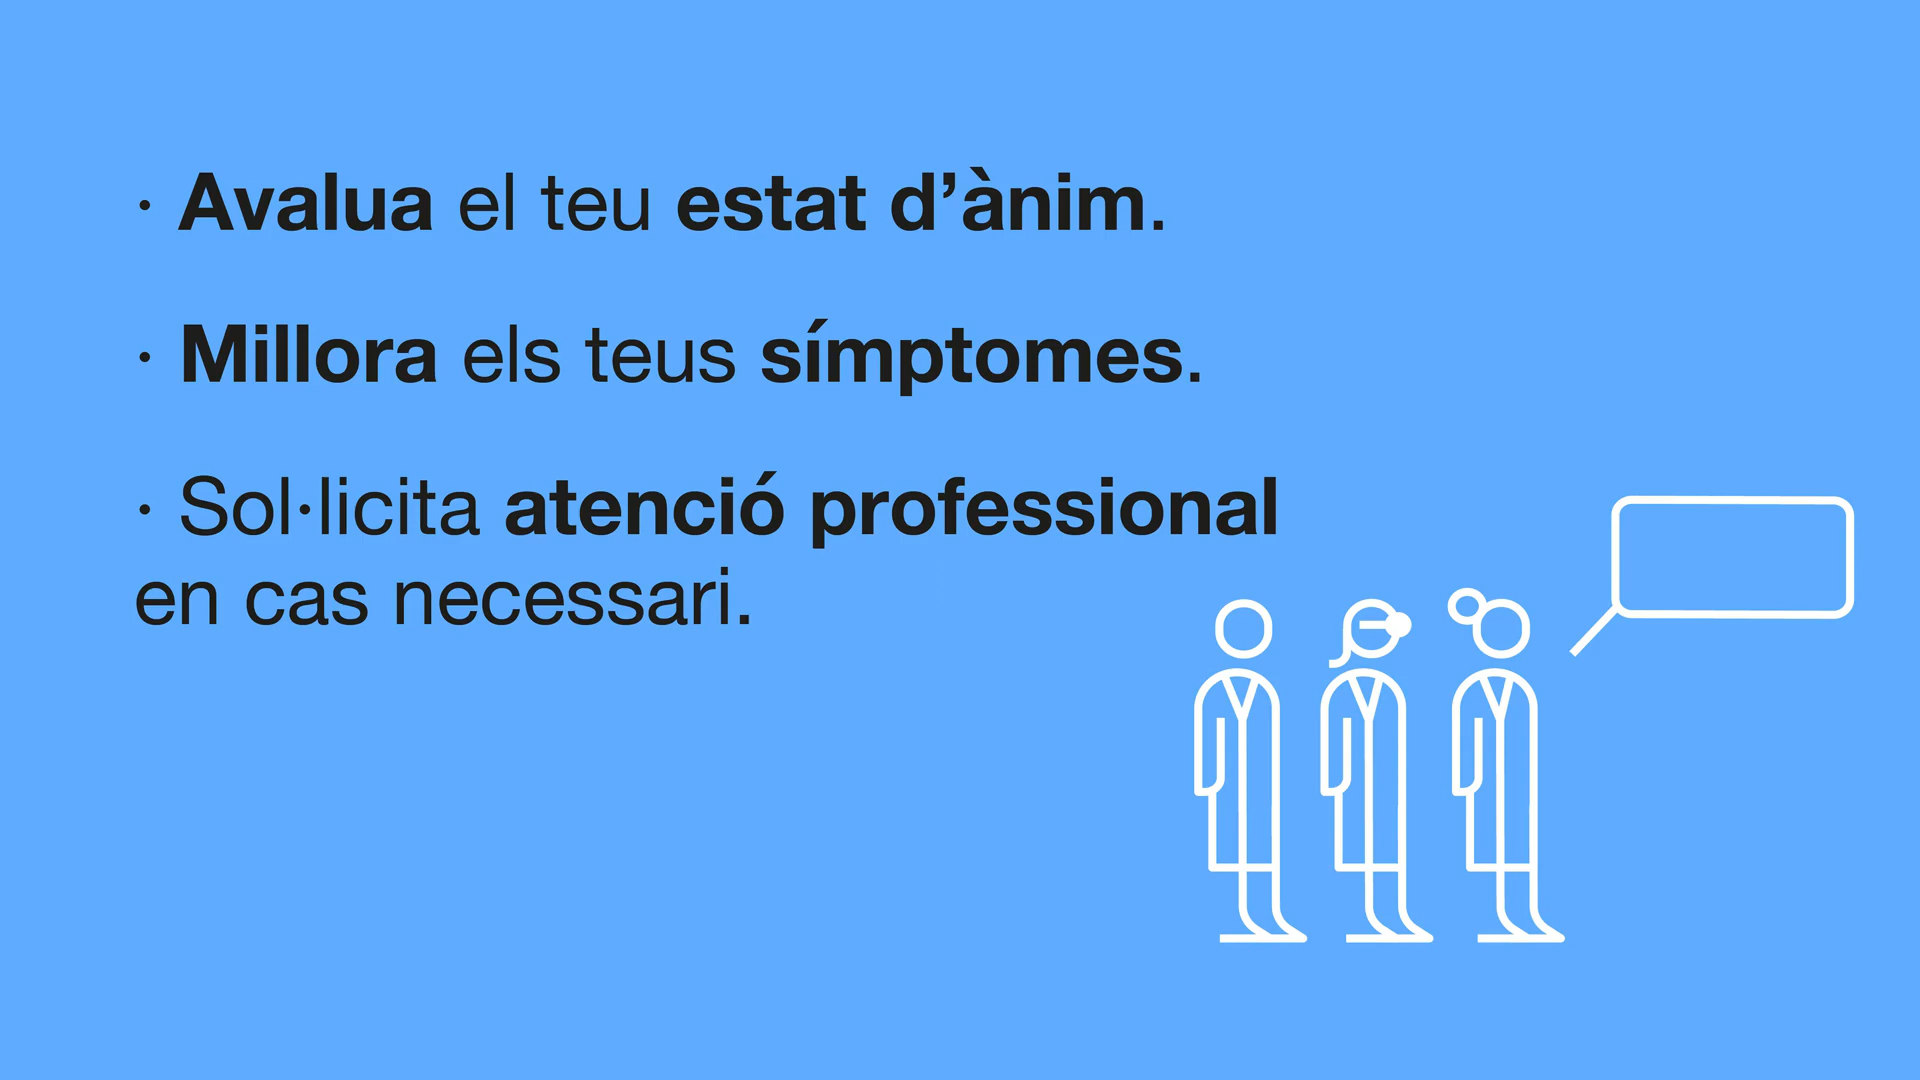 · Avalua el teu estat d’ànim.
· Millora els teus símptomes.
· Sol·licita atenció professional
en cas necessari.